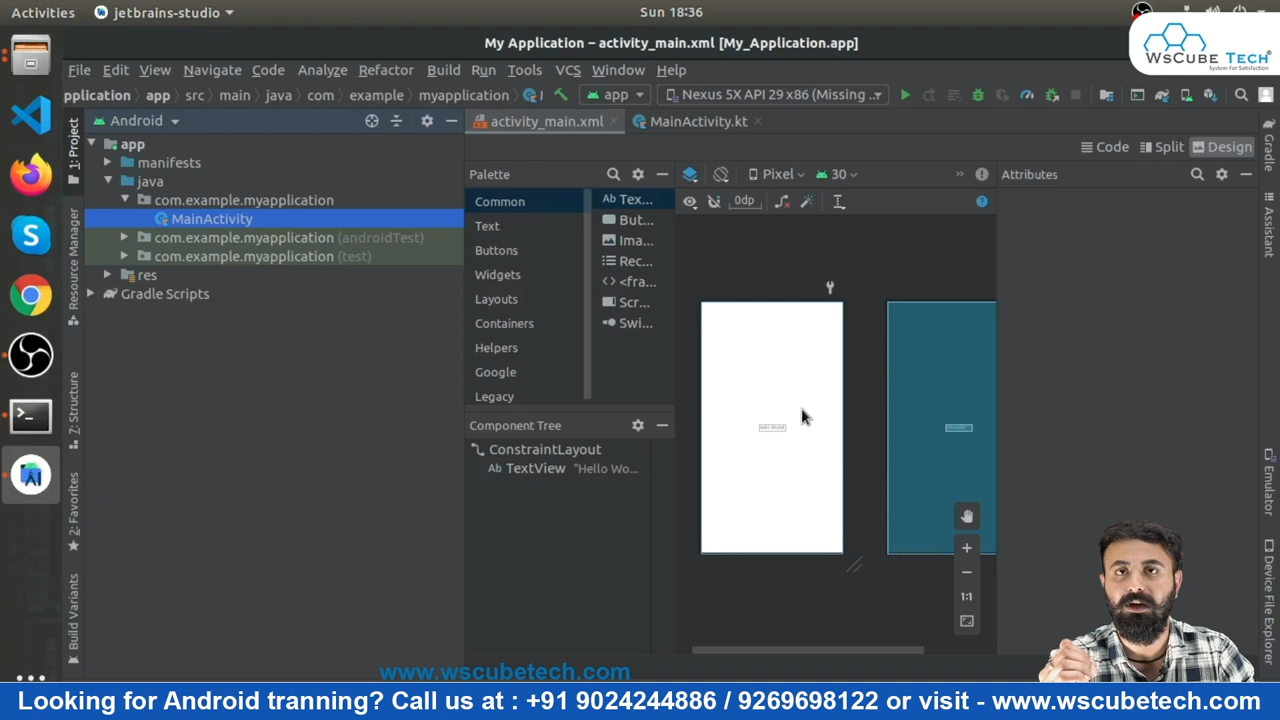 Activities
jetbrains-studio
Sun 18:36
My Application – activity_main.xml [My_Application.app]
WsCube Tech®
System For Satisfaction
File Edit View Navigate Code Analyze Refactor Build Run Tools VCS Window Help
pplication
app
src
main
java
com
example
myapplication
app
Nexus 5X API 29 x86 (Missing ...
1: Project
Android
activity_main.xml
MainActivity.kt
Code
Split
Design
app
manifests
java
com.example.myapplication
MainActivity
com.example.myapplication (androidTest)
com.example.myapplication (test)
res
Gradle Scripts
Resource Manager
7: Structure
2: Favorites
Build Variants
Palette
Common
Text
Buttons
Widgets
Layouts
Containers
Helpers
Google
Legacy
Ab Tex...
But...
Ima...
Rec...
<> <fra...
Scr...
Swi...
Component Tree
ConstraintLayout
Ab TextView "Hello Wo...
Pixel
30
0dp
1:1
Attributes
Gradle
Assistant
Emulator
Device File Explorer
www.wscubetech.com
Looking for Android tranning? Call us at : +91 9024244886 / 9269698122 or visit - www.wscubetech.com